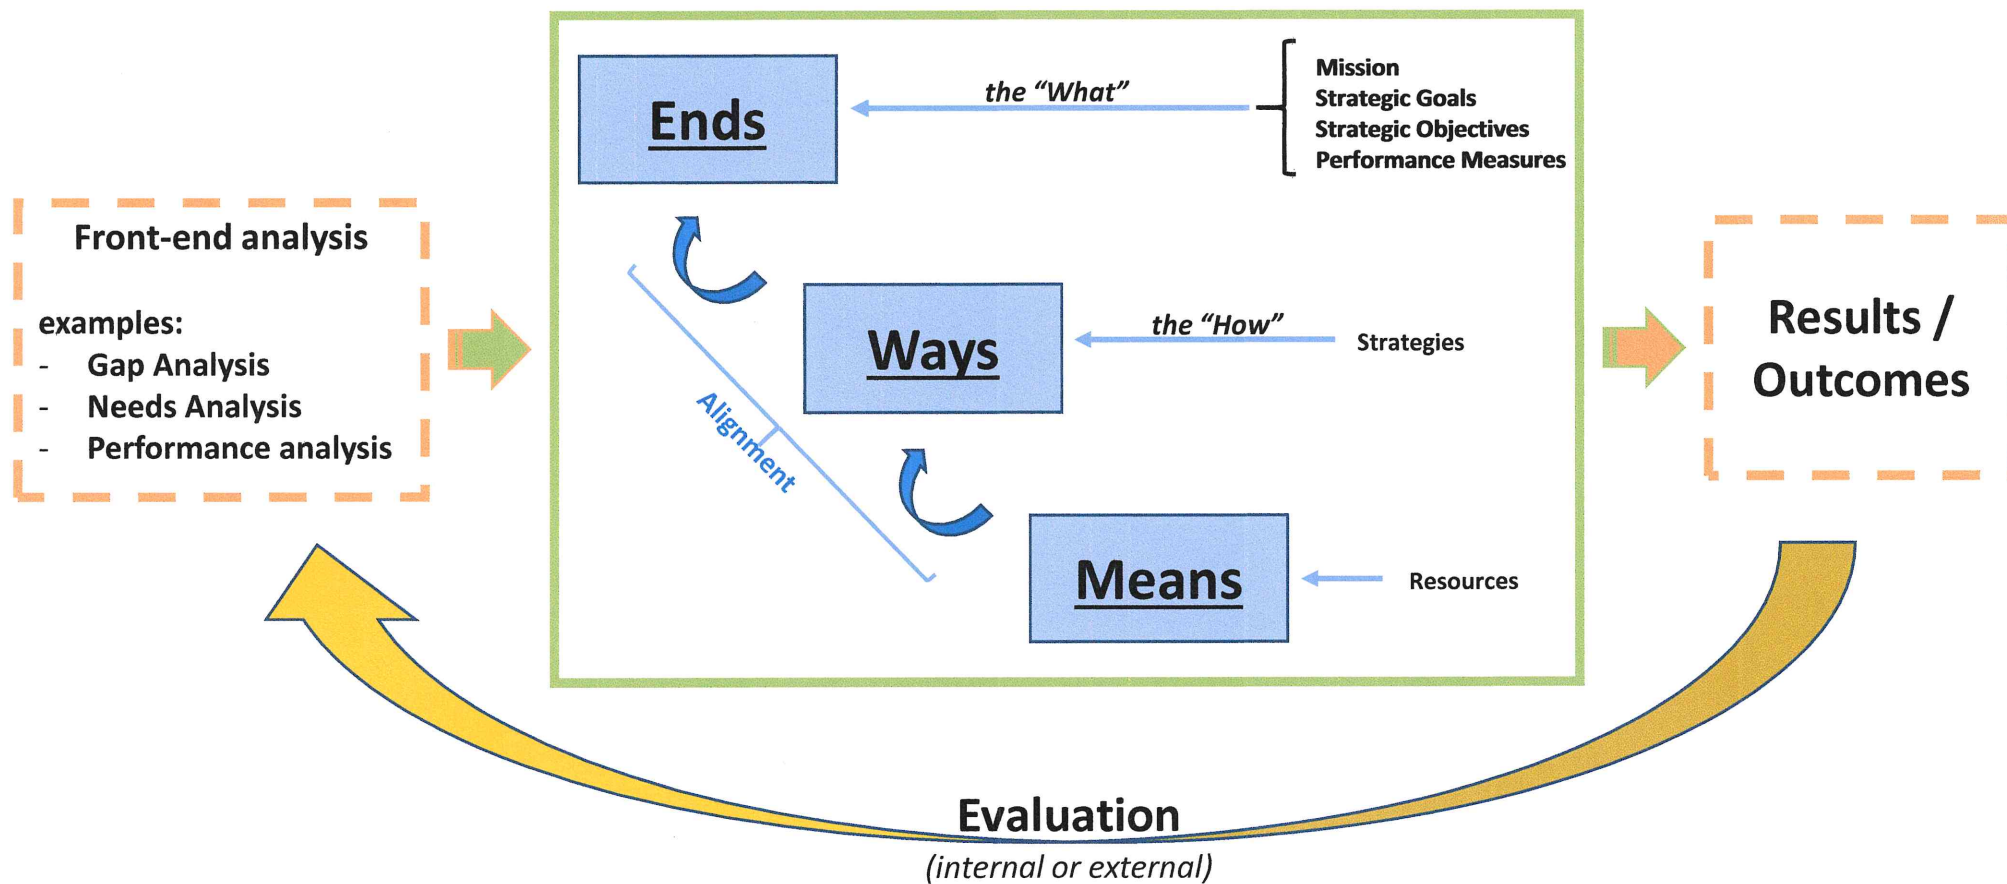 Front-end analysis
examples:
- Gap Analysis
- Needs Analysis
- Performance analysis
Ends
the “What”
Mission
Strategic Goals
Strategic Objectives
Performance Measures
Ways
the “How”
Strategies
Alignment
Means
Resources
Results /
Outcomes
Evaluation
(internal or external)